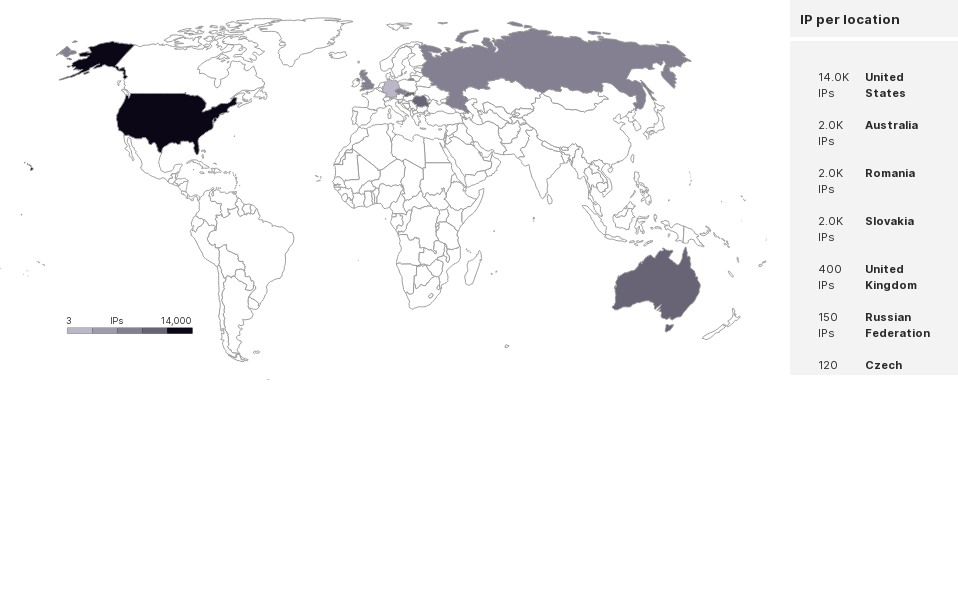 IP per location
14.0K United
IPs States
2.0K Australia
IPs
2.0K Romania
IPs
2.0K Slovakia
IPs
400 United
IPs Kingdom
150 Russian
IPs Federation
120 Czech
3 IPs 14,000